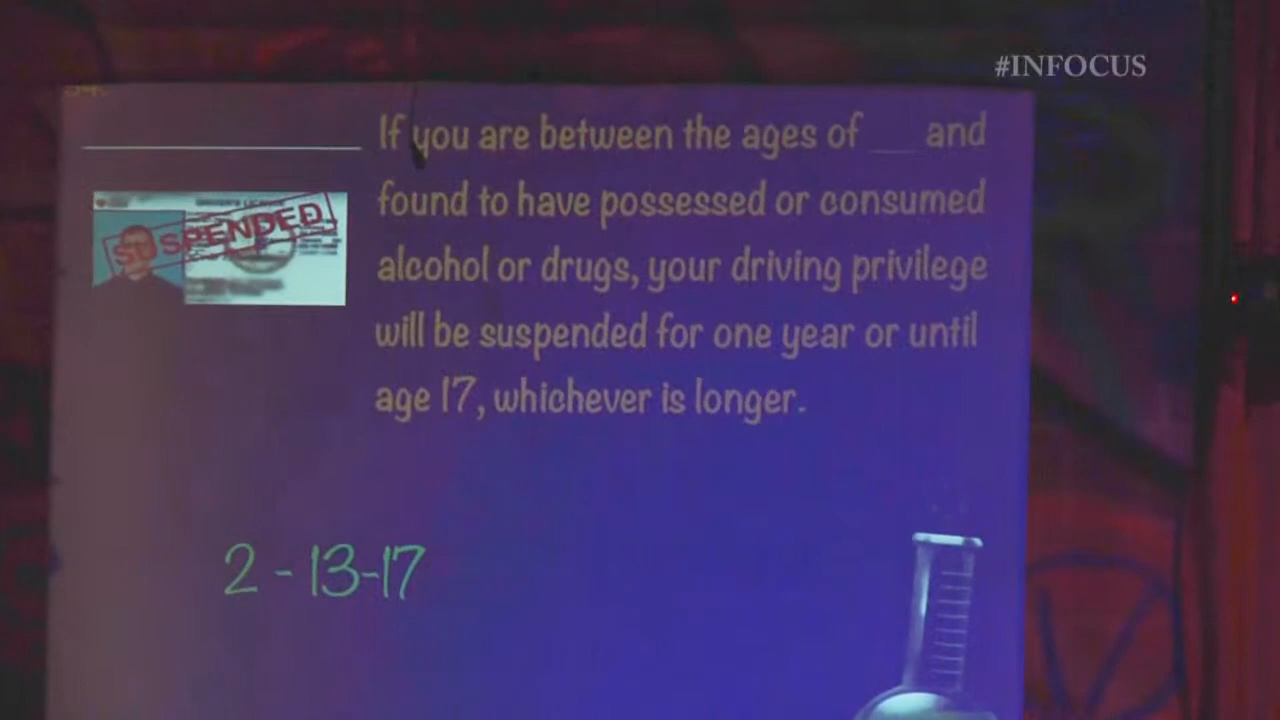 #INFOCUS
If you are between the ages of ___ and
found to have possessed or consumed
alcohol or drugs, your driving privilege
will be suspended for one year or until
age 17, whichever is longer.
SUSPENDED
2 - 13-17